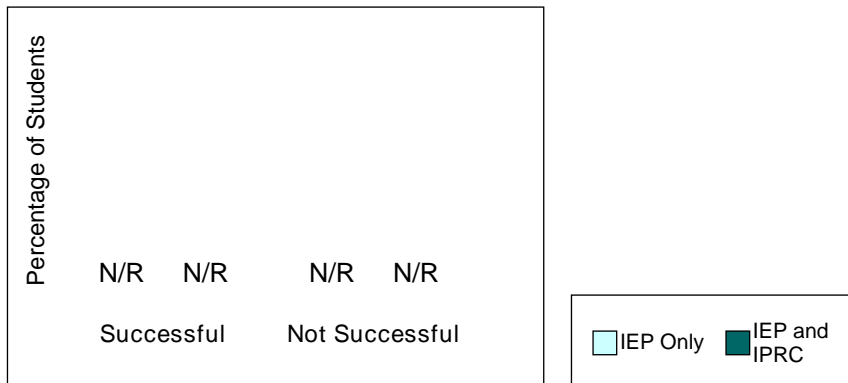 Percentage of Students
N/R N/R N/R N/R
Successful Not Successful
IEP Only
IEP and
IPRC